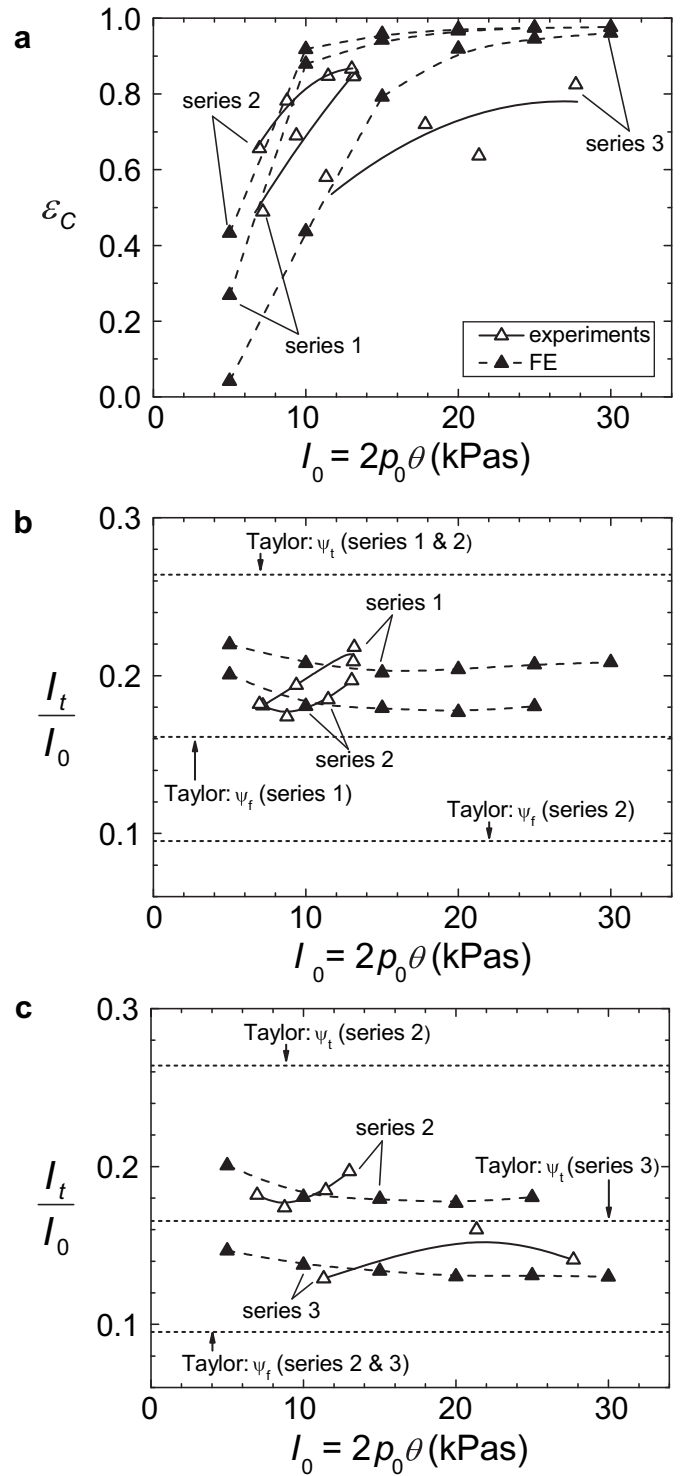 a
1.0
0.8
0.6
0.4
0.2
0.0
ε_C
series 2
series 1
series 3
experiments
FE
0 10 20 30
I_0 = 2p_0θ (kPas)
b
0.3
0.2
0.1
I_t
I_0
Taylor: ψ_t (series 1 & 2)
series 1
series 2
Taylor: ψ_f (series 1)
Taylor: ψ_f (series 2)
0 10 20 30
I_0 = 2p_0θ (kPas)
c
0.3
0.2
0.1
I_t
I_0
Taylor: ψ_t (series 2)
series 2
Taylor: ψ_t (series 3)
series 3
Taylor: ψ_f (series 2 & 3)
0 10 20 30
I_0 = 2p_0θ (kPas)